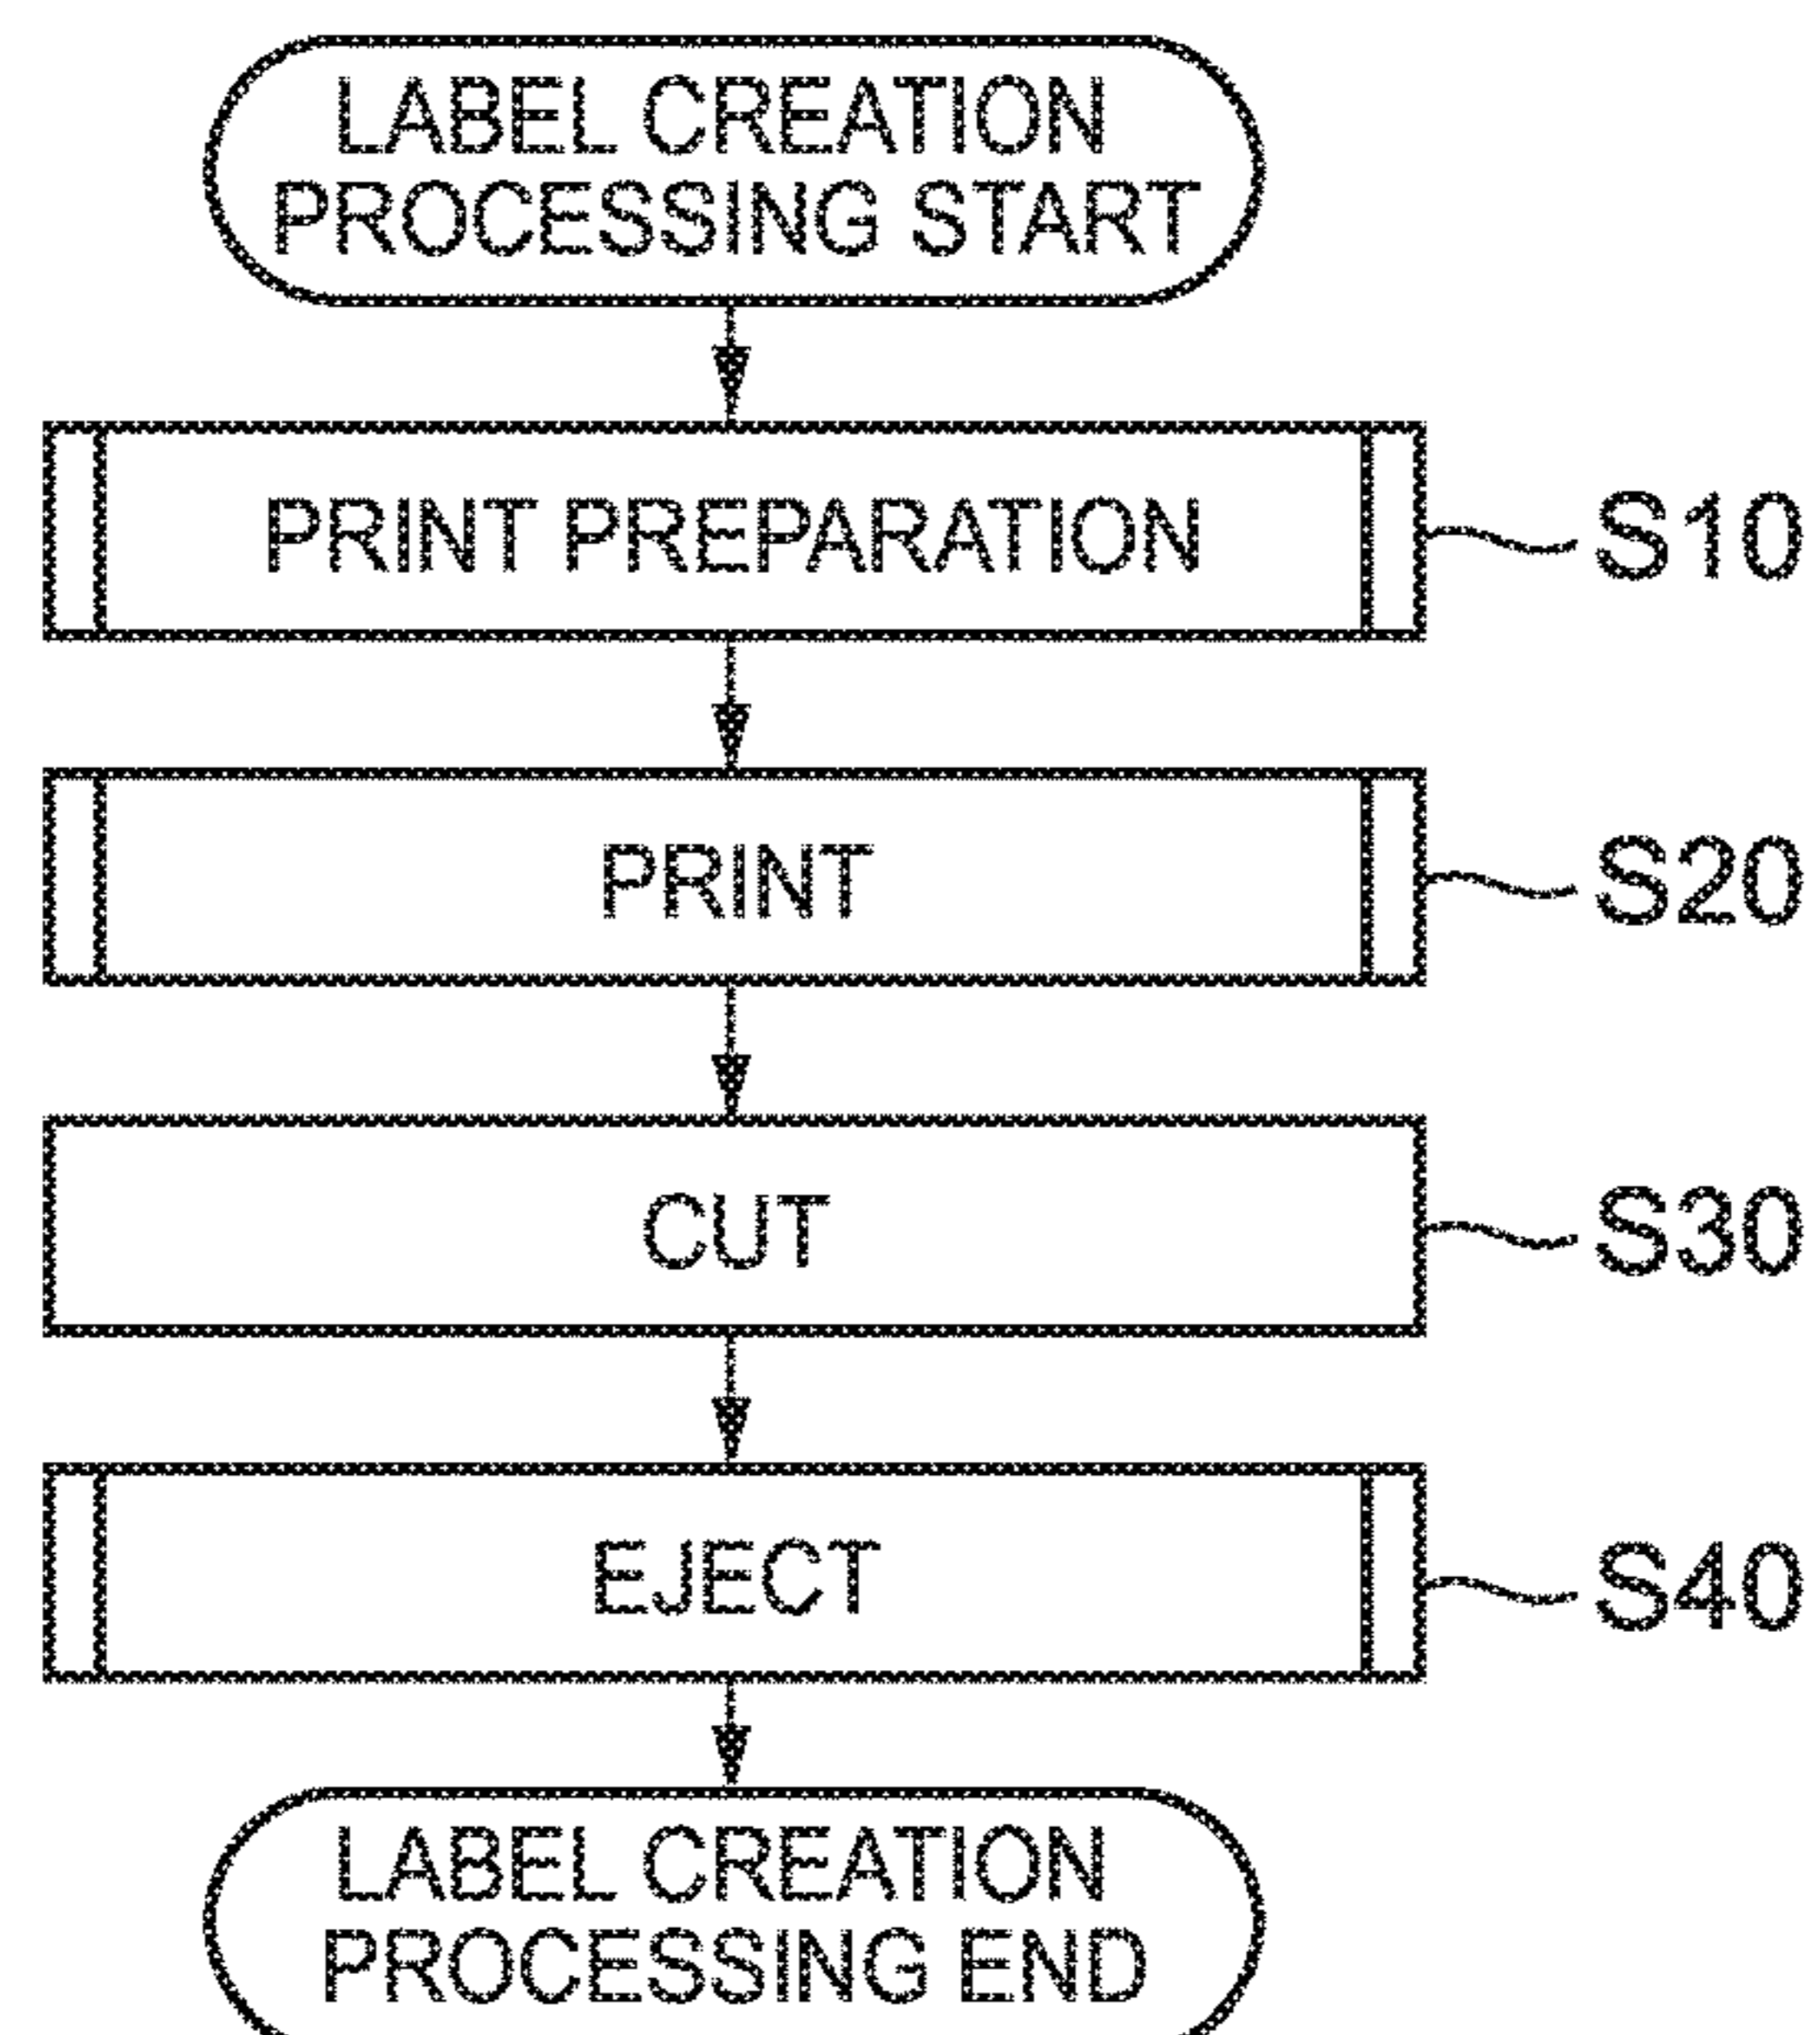 LABEL CREATION
PROCESSING START
PRINT PREPARATION
S10
PRINT
S20
CUT
S30
EJECT
S40
LABEL CREATION
PROCESSING END